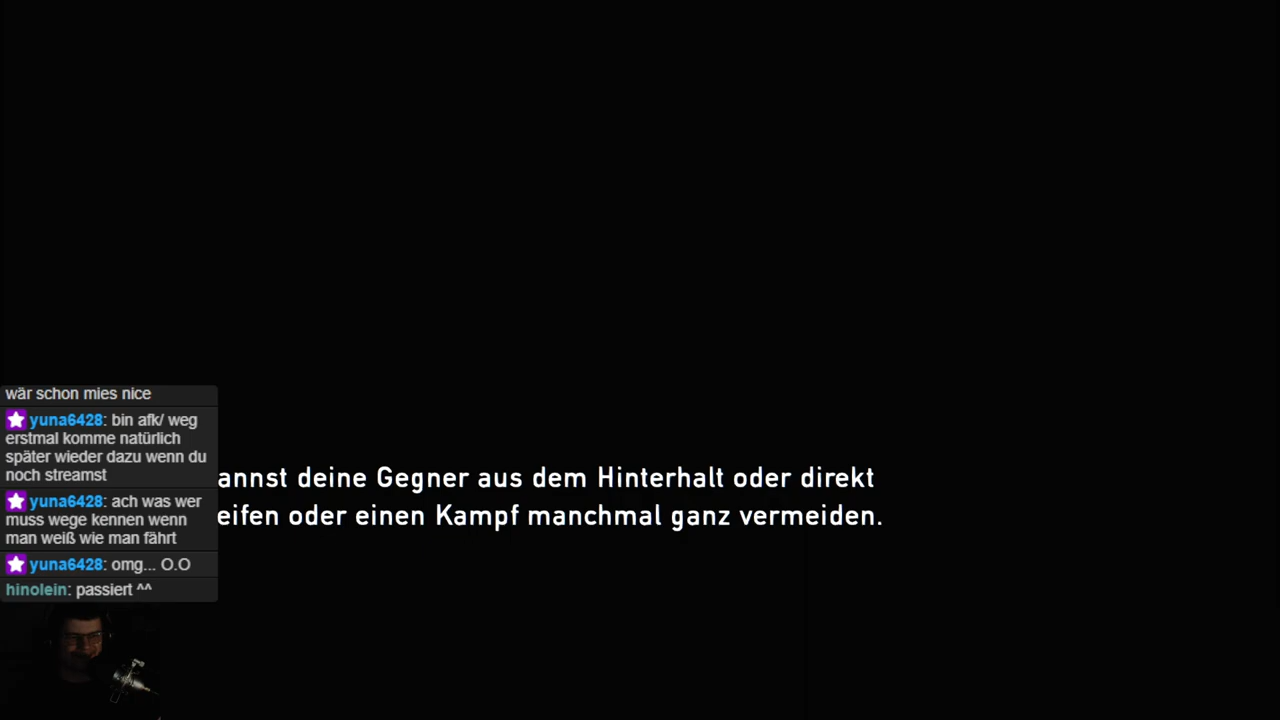 wär schon mies nice
yuna6428: bin afk/ weg
erstmal komme natürlich
später wieder dazu wenn du
noch streamst
yuna6428: ach was wer
muss wege kennen wenn
man weiß wie man fährt
yuna6428: omg... O.O
hinolein: passiert ^^
annst deine Gegner aus dem Hinterhalt oder direkt
eifen oder einen Kampf manchmal ganz vermeiden.